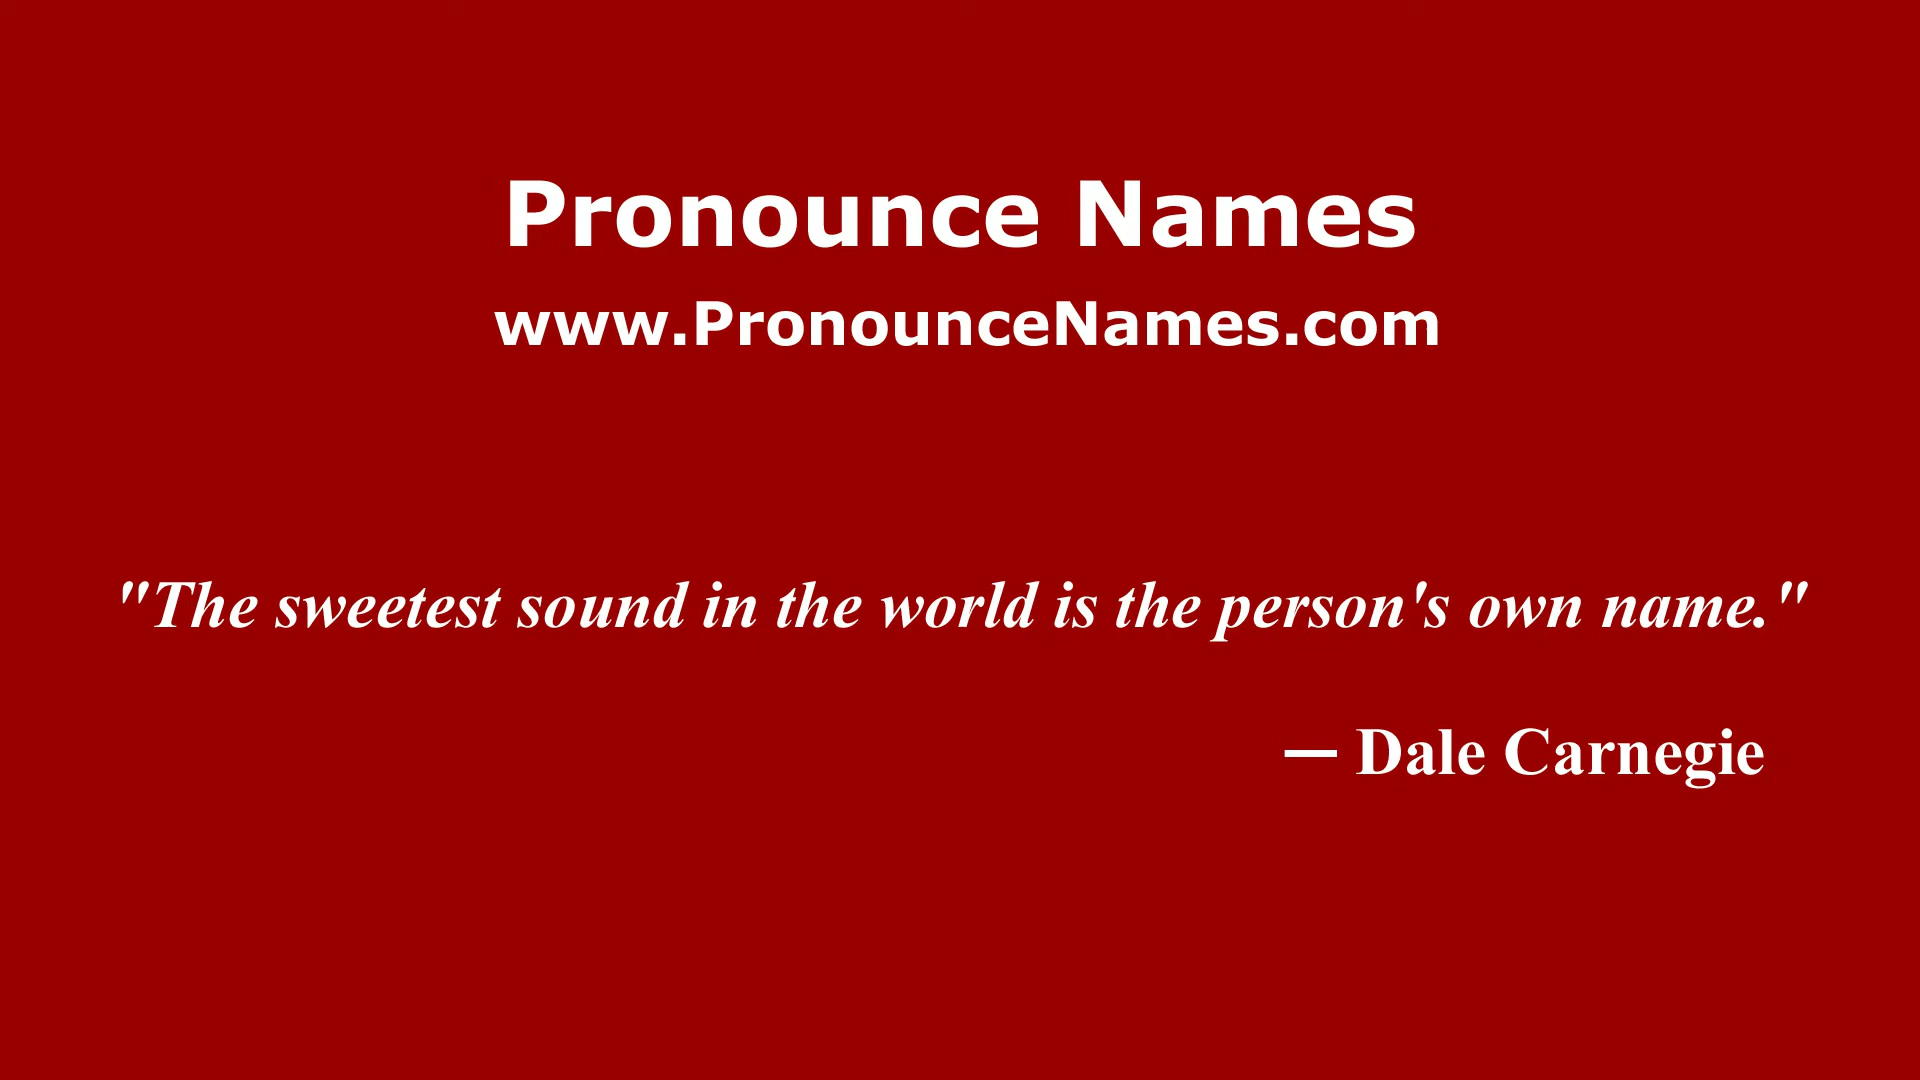 Pronounce Names
www.PronounceNames.com
"The sweetest sound in the world is the person's own name."
— Dale Carnegie